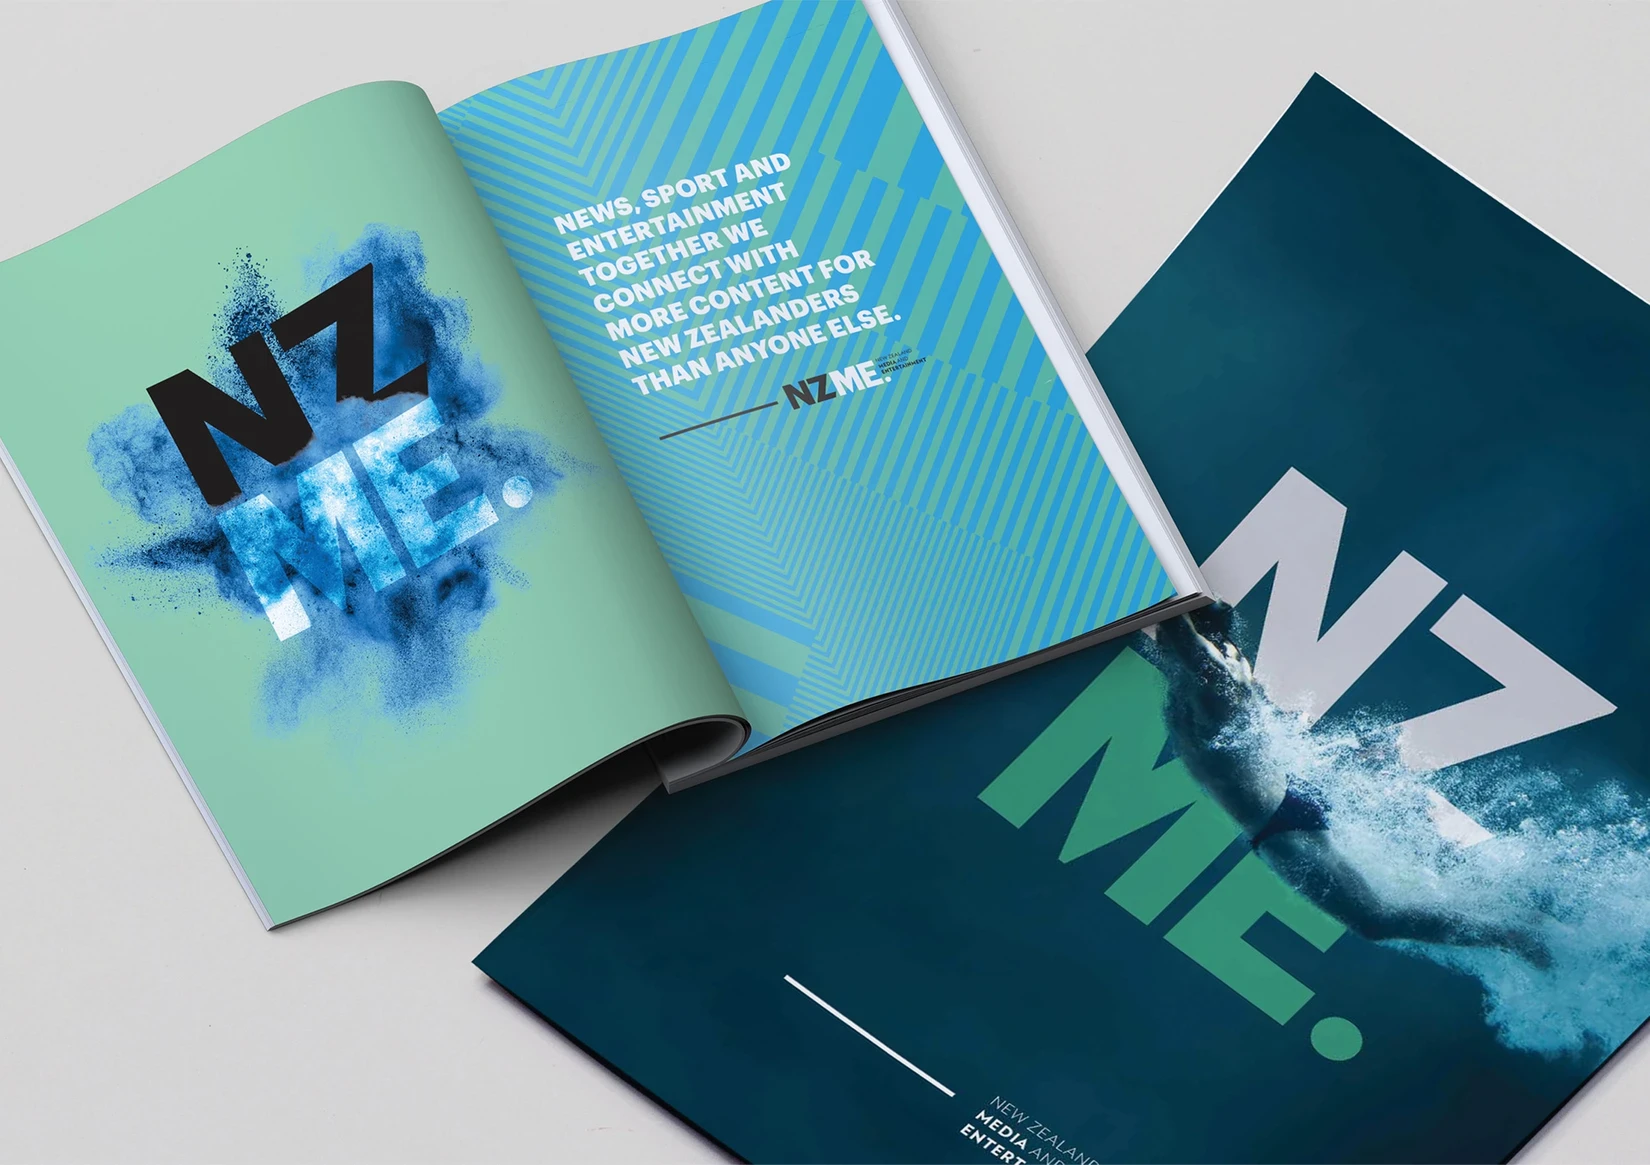 NZ
ME.
NEWS, SPORT AND
ENTERTAINMENT
TOGETHER WE
CONNECT WITH
MORE CONTENT FOR
NEW ZEALANDERS
THAN ANYONE ELSE.
NZME.
NEW ZEALAND
MEDIA AND
ENTERTAINMENT
NZ
ME.
NEW ZEALAND
MEDIA AND
ENTERT